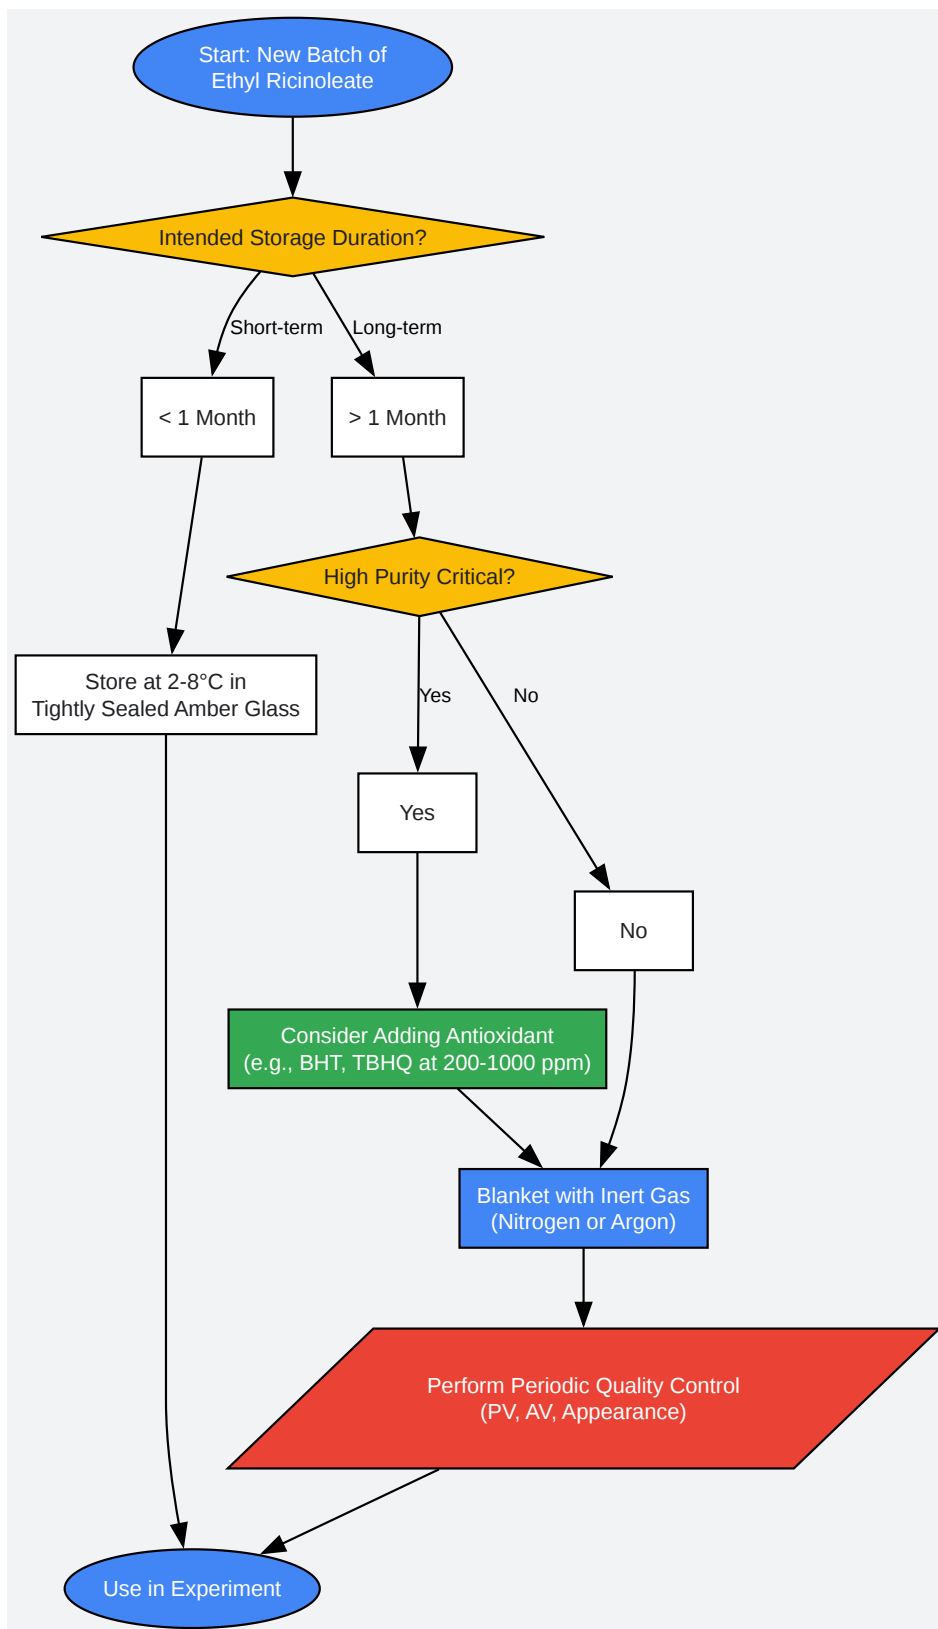 Start: New Batch of
Ethyl Ricinoleate
Intended Storage Duration?
Short-term
Long-term
< 1 Month
> 1 Month
High Purity Critical?
Store at 2-8°C in
Tightly Sealed Amber Glass
Yes
No
Yes
No
Consider Adding Antioxidant
(e.g., BHT, TBHQ at 200-1000 ppm)
Blanket with Inert Gas
(Nitrogen or Argon)
Perform Periodic Quality Control
(PV, AV, Appearance)
Use in Experiment